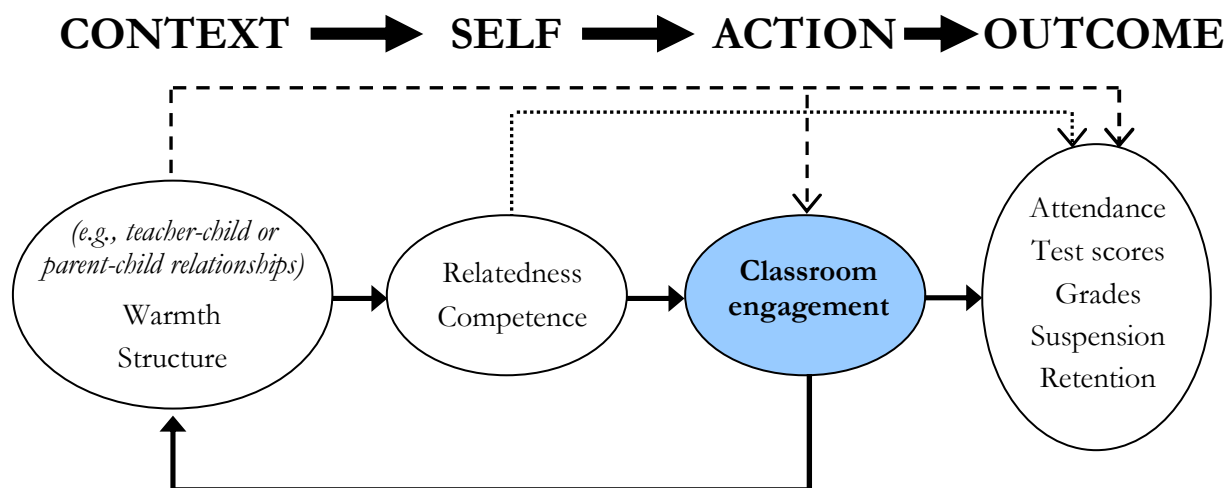 CONTEXT SELF ACTION OUTCOME
(e.g., teacher-child or
parent-child relationships)
Warmth
Structure
Relatedness
Competence
Classroom
engagement
Attendance
Test scores
Grades
Suspension
Retention